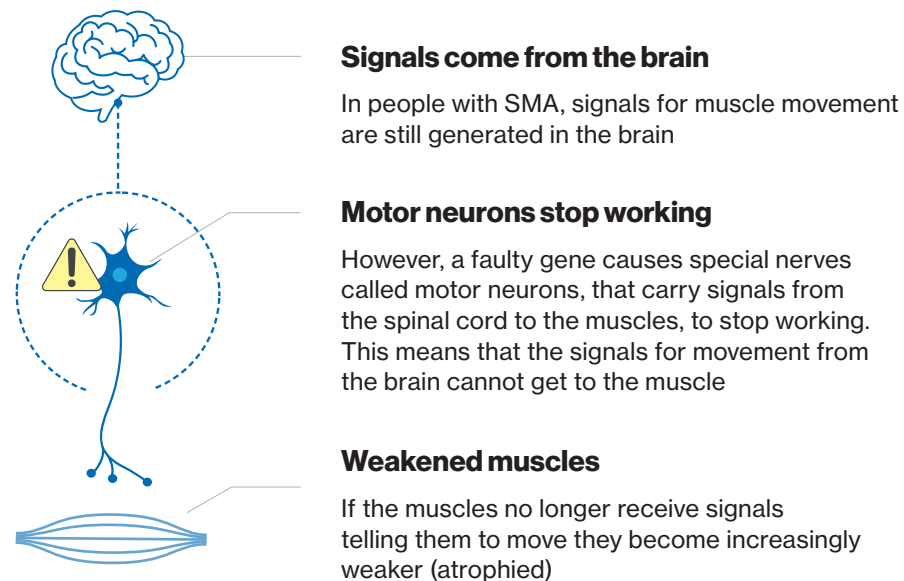 Signals come from the brain
In people with SMA, signals for muscle movement
are still generated in the brain
Motor neurons stop working
However, a faulty gene causes special nerves
called motor neurons, that carry signals from
the spinal cord to the muscles, to stop working.
This means that the signals for movement from
the brain cannot get to the muscle
Weakened muscles
If the muscles no longer receive signals
telling them to move they become increasingly
weaker (atrophied)